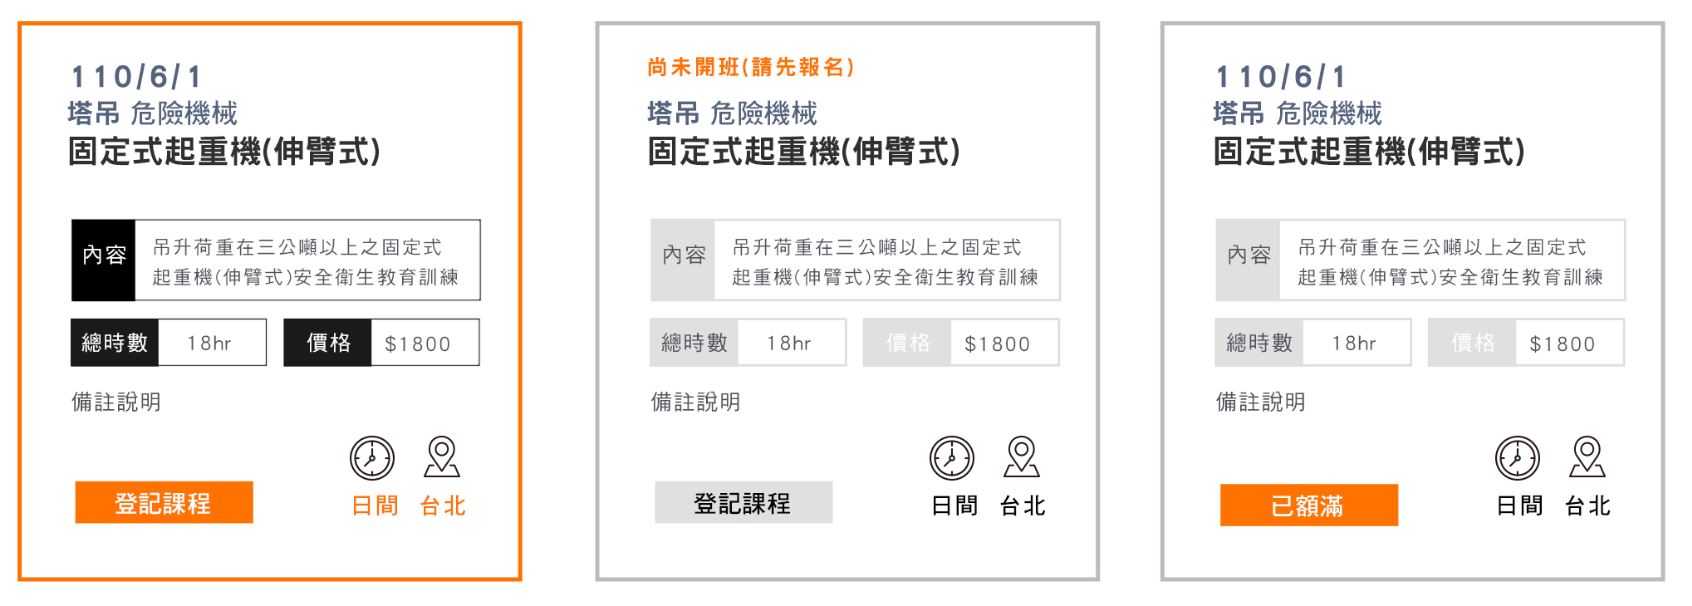 110/6/1
塔吊 危險機械
固定式起重機(伸臂式)
內容
吊升荷重在三公噸以上之固定式
起重機(伸臂式)安全衛生教育訓練
總時數 18hr 價格 $1800
備註說明
登記課程
日間 台北
尚未開班(請先報名)
塔吊 危險機械
固定式起重機(伸臂式)
內容
吊升荷重在三公噸以上之固定式
起重機(伸臂式)安全衛生教育訓練
總時數 18hr 價格 $1800
備註說明
登記課程
日間 台北
110/6/1
塔吊 危險機械
固定式起重機(伸臂式)
內容
吊升荷重在三公噸以上之固定式
起重機(伸臂式)安全衛生教育訓練
總時數 18hr 價格 $1800
備註說明
已額滿
日間 台北